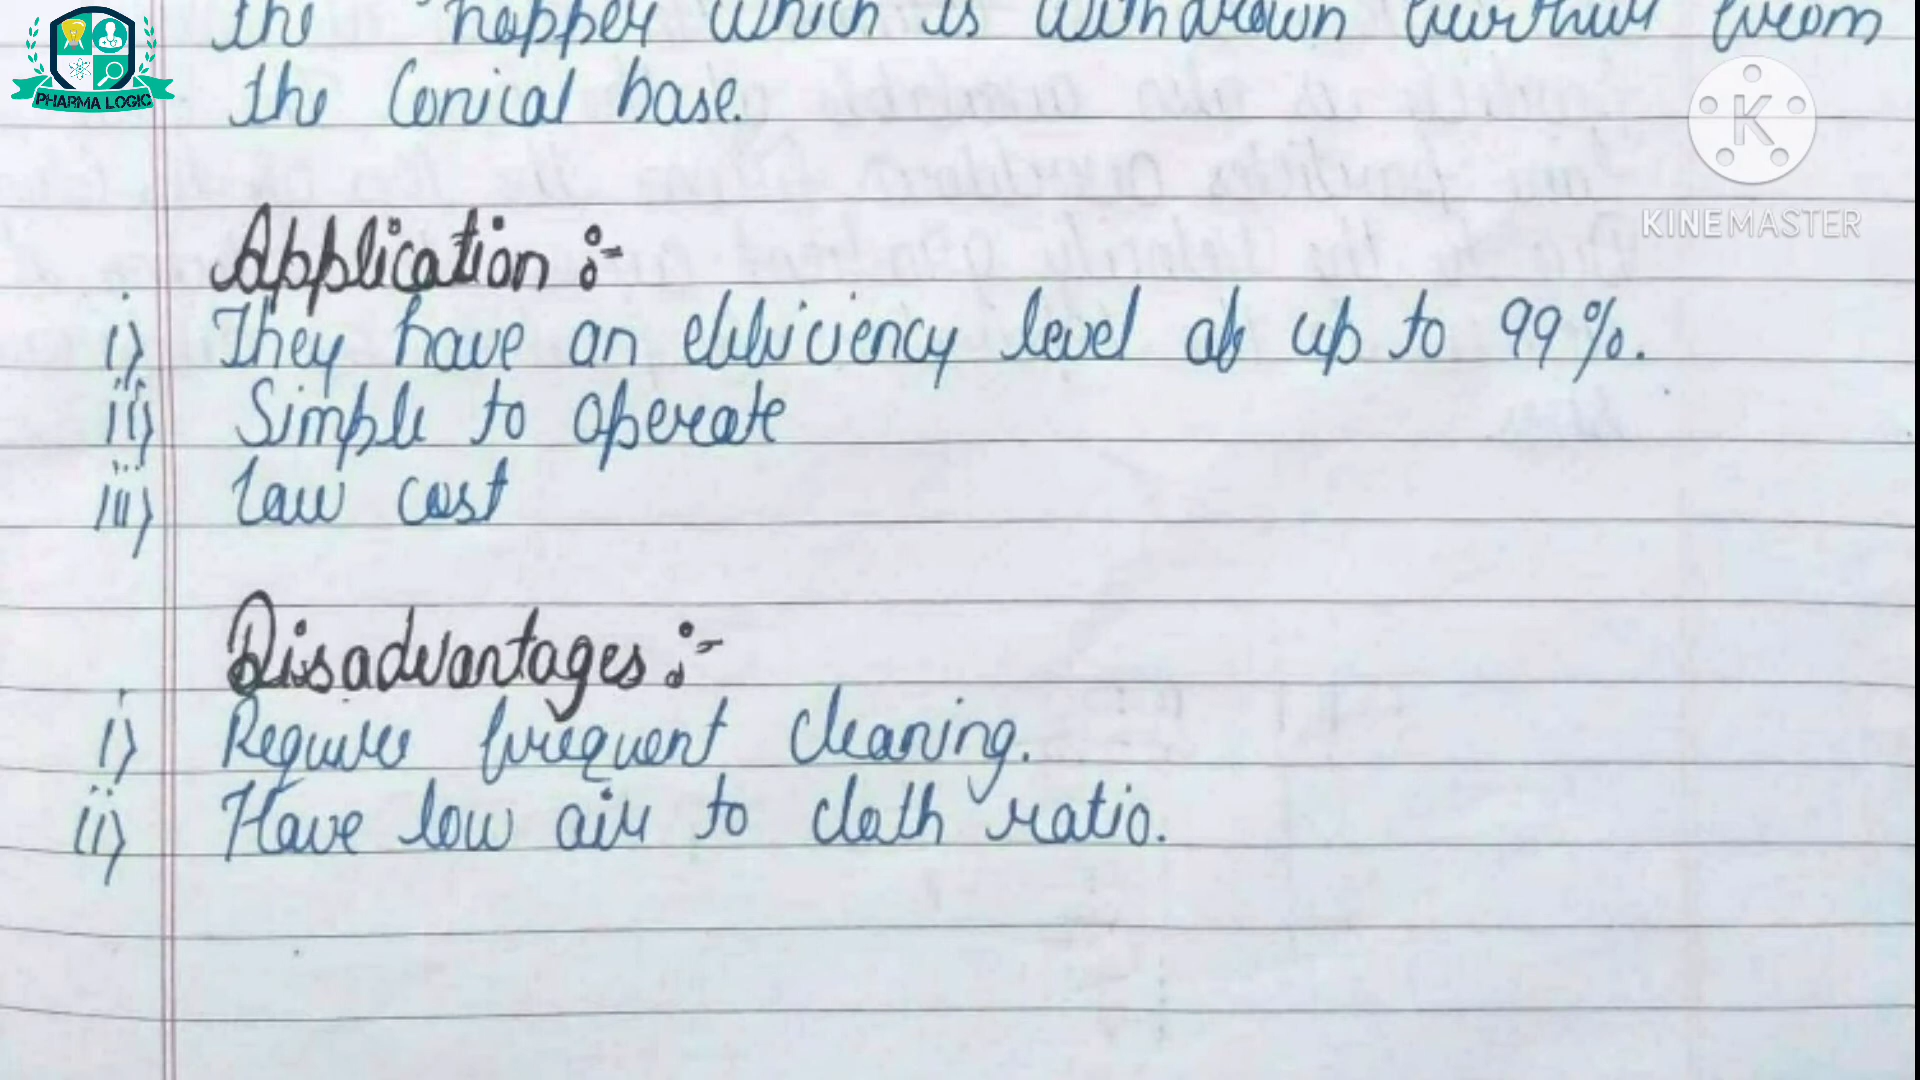 the hopper which is withdrawn further from
the Conical base.
PHARMA LOGIC
KINEMASTER
Application :-
i) They have an efficiency level of up to 99%.
ii) Simple to operate
iii) Low cost
Disadvantages :-
i) Require frequent cleaning.
ii) Have low air to cloth ratio.